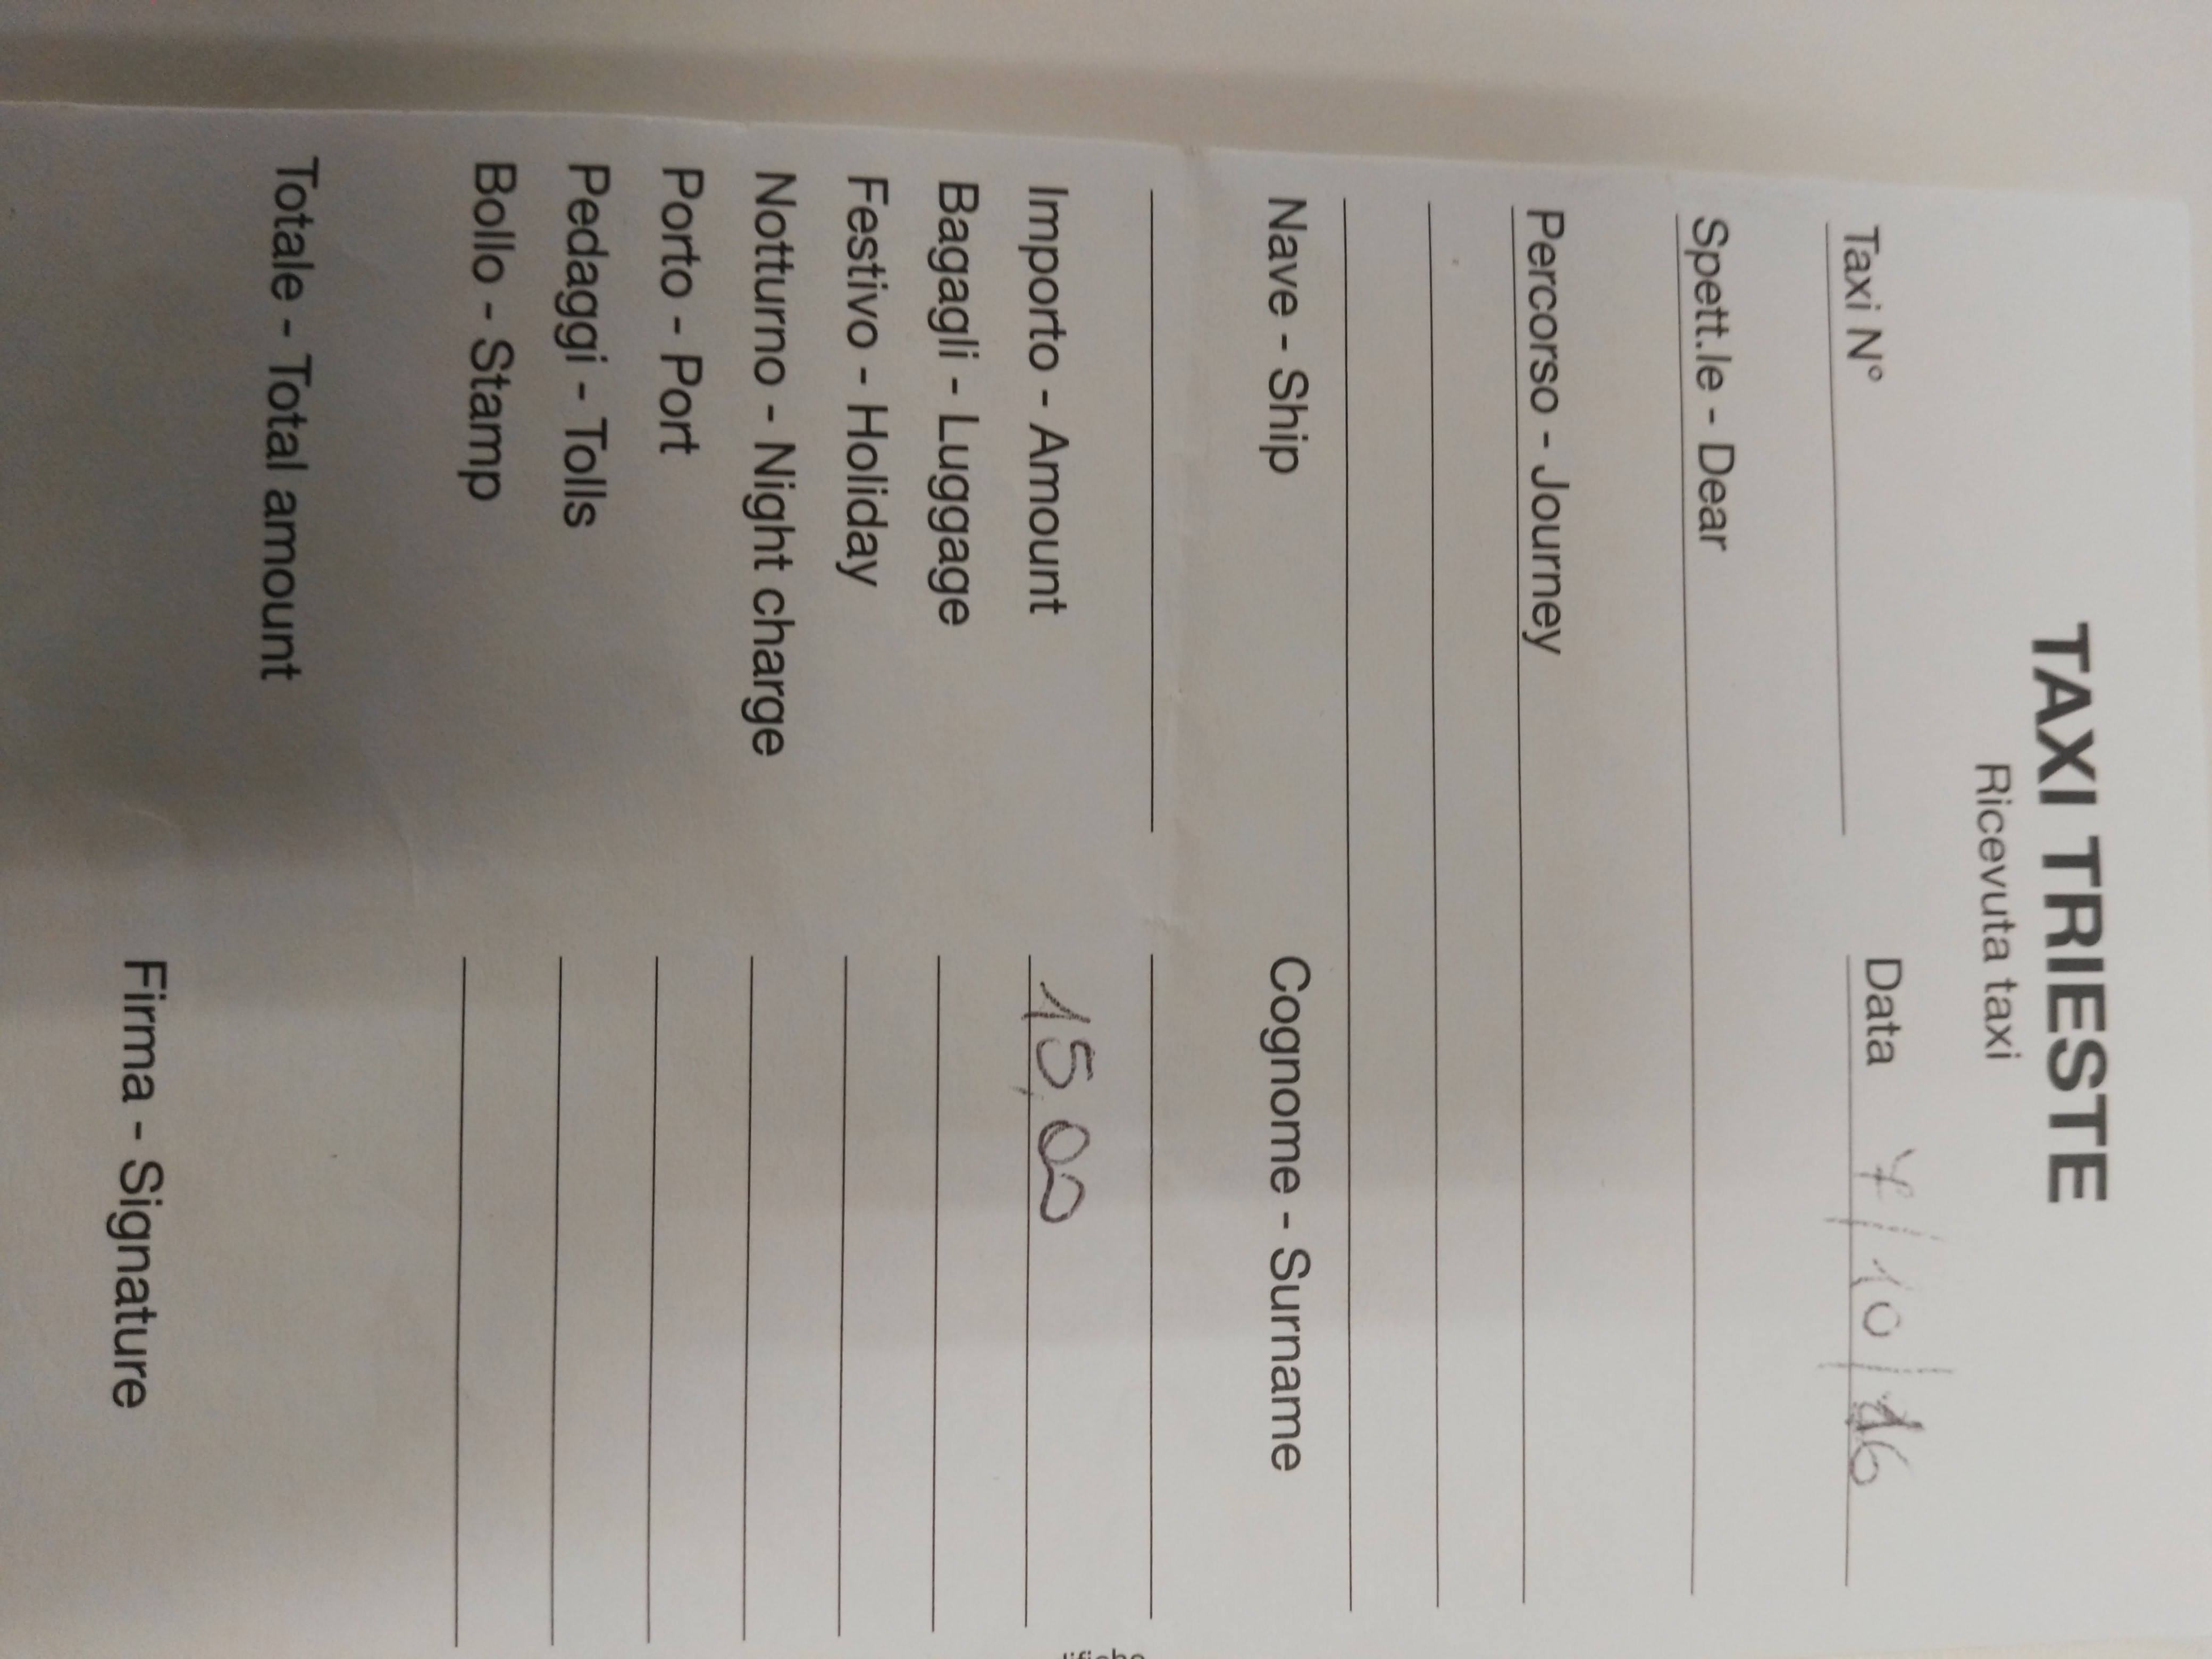 TAXI TRIESTE
Ricevuta taxi
Taxi N° Data 7/10/16
Spett.le - Dear
Percorso - Journey
Nave - Ship Cognome - Surname
Importo - Amount 15,00
Bagagli - Luggage
Festivo - Holiday
Notturno - Night charge
Porto - Port
Pedaggi - Tolls
Bollo - Stamp
Totale - Total amount
Firma - Signature